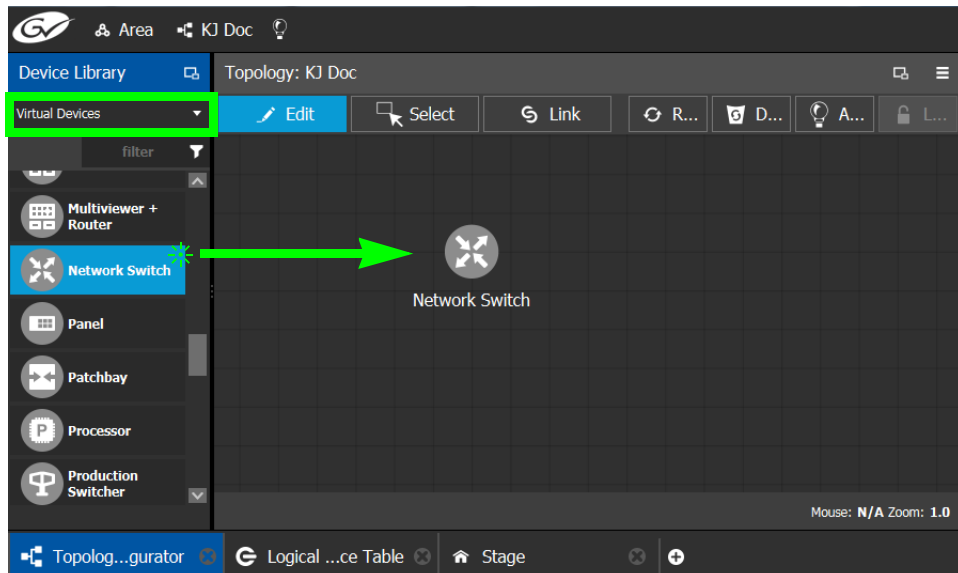 GV Area KJ Doc
Device Library
Topology: KJ Doc
Virtual Devices
Edit Select Link R... D... A... L...
filter
Multiviewer +
Router
Network Switch
Panel
Patchbay
Processor
Production
Switcher
Network Switch
Mouse: N/A Zoom: 1.0
Topolog...gurator Logical ...ce Table Stage